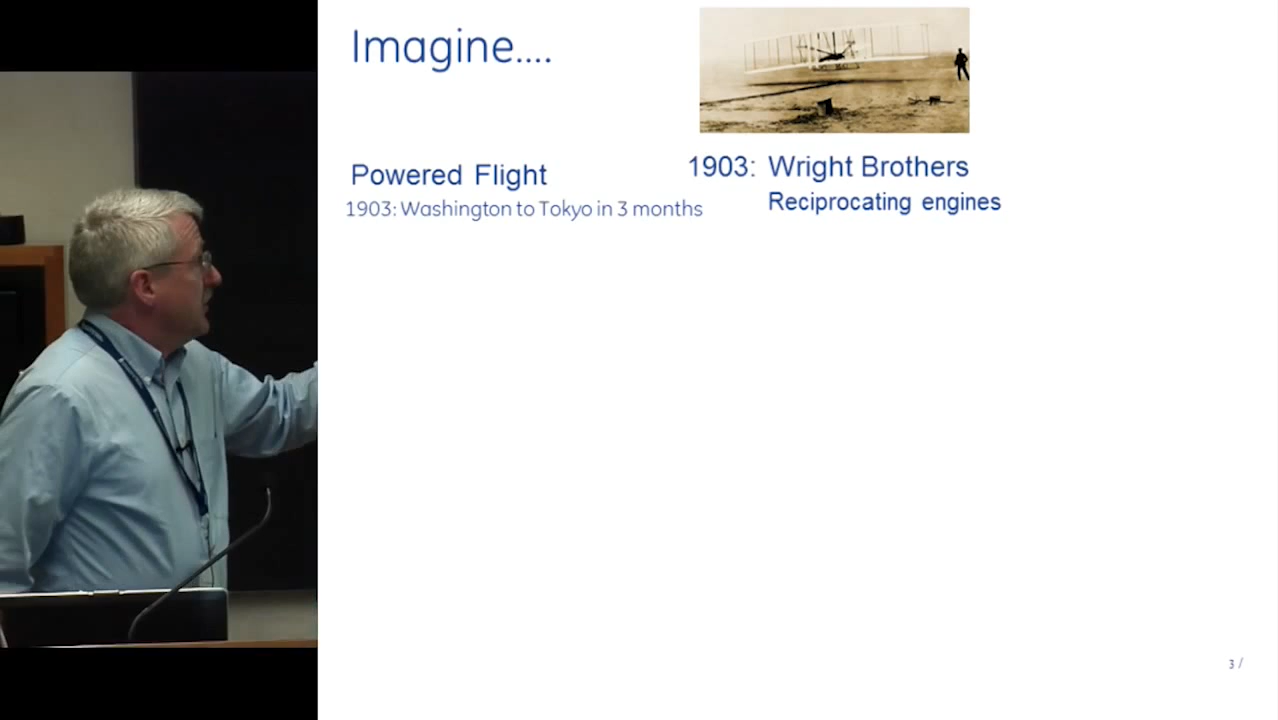 Imagine....
Powered Flight
1903: Washington to Tokyo in 3 months
1903: Wright Brothers
Reciprocating engines
3 /